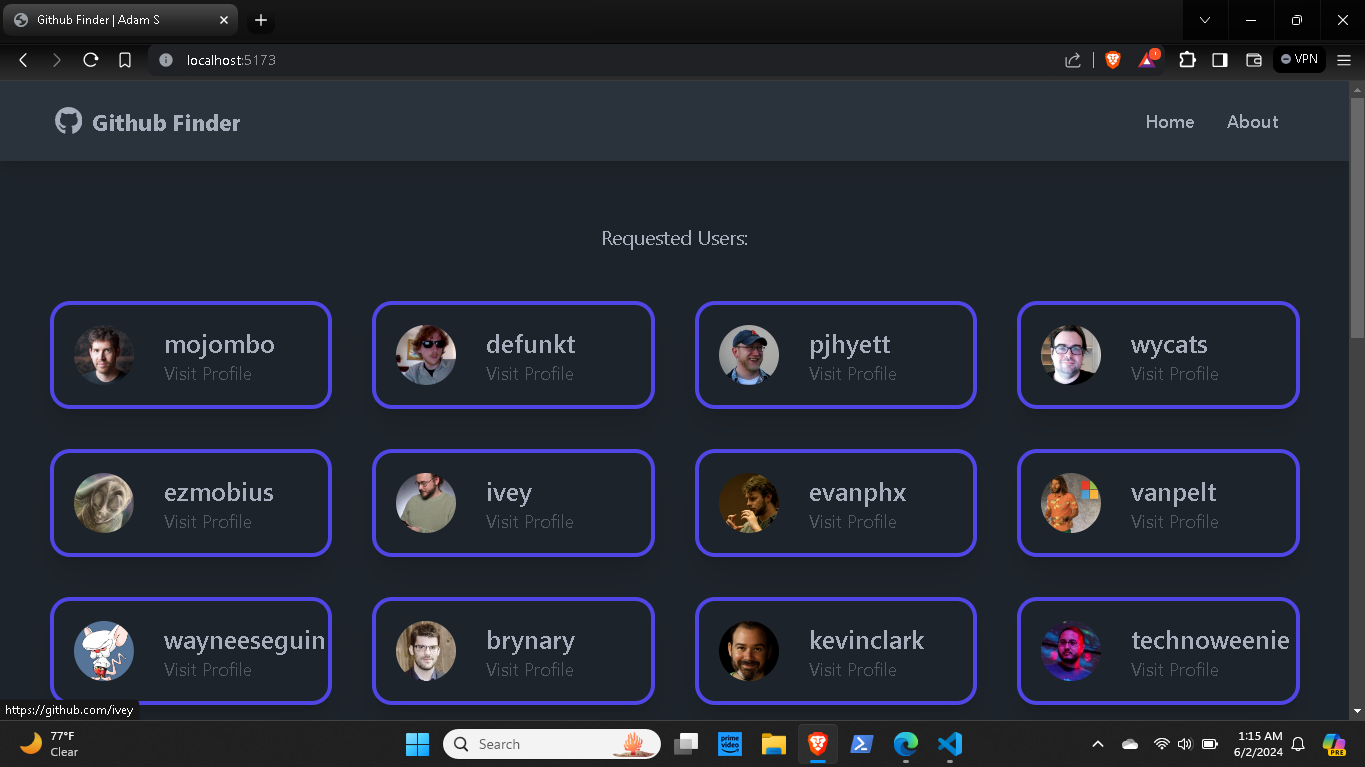 Github Finder | Adam S
localhost:5173
VPN
Github Finder
Home About
Requested Users:
mojombo
Visit Profile
defunkt
Visit Profile
pjhyett
Visit Profile
wycats
Visit Profile
ezmobius
Visit Profile
ivey
Visit Profile
evanphx
Visit Profile
vanpelt
Visit Profile
wayneeseguin
Visit Profile
brynary
Visit Profile
kevinclark
Visit Profile
technoweenie
Visit Profile
https://github.com/ivey
77°F
Clear
Search
prime video
1:15 AM
6/2/2024
PRE